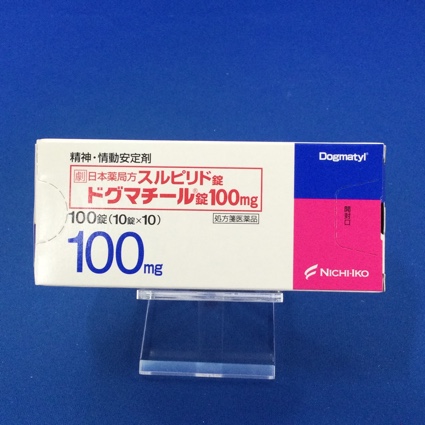 精神・情動安定剤
Dogmatyl®
劇 日本薬局方 スルピリド錠
ドグマチール®錠100mg
100錠(10錠×10)
処方箋医薬品
開封口
100mg
NICHI-IKO